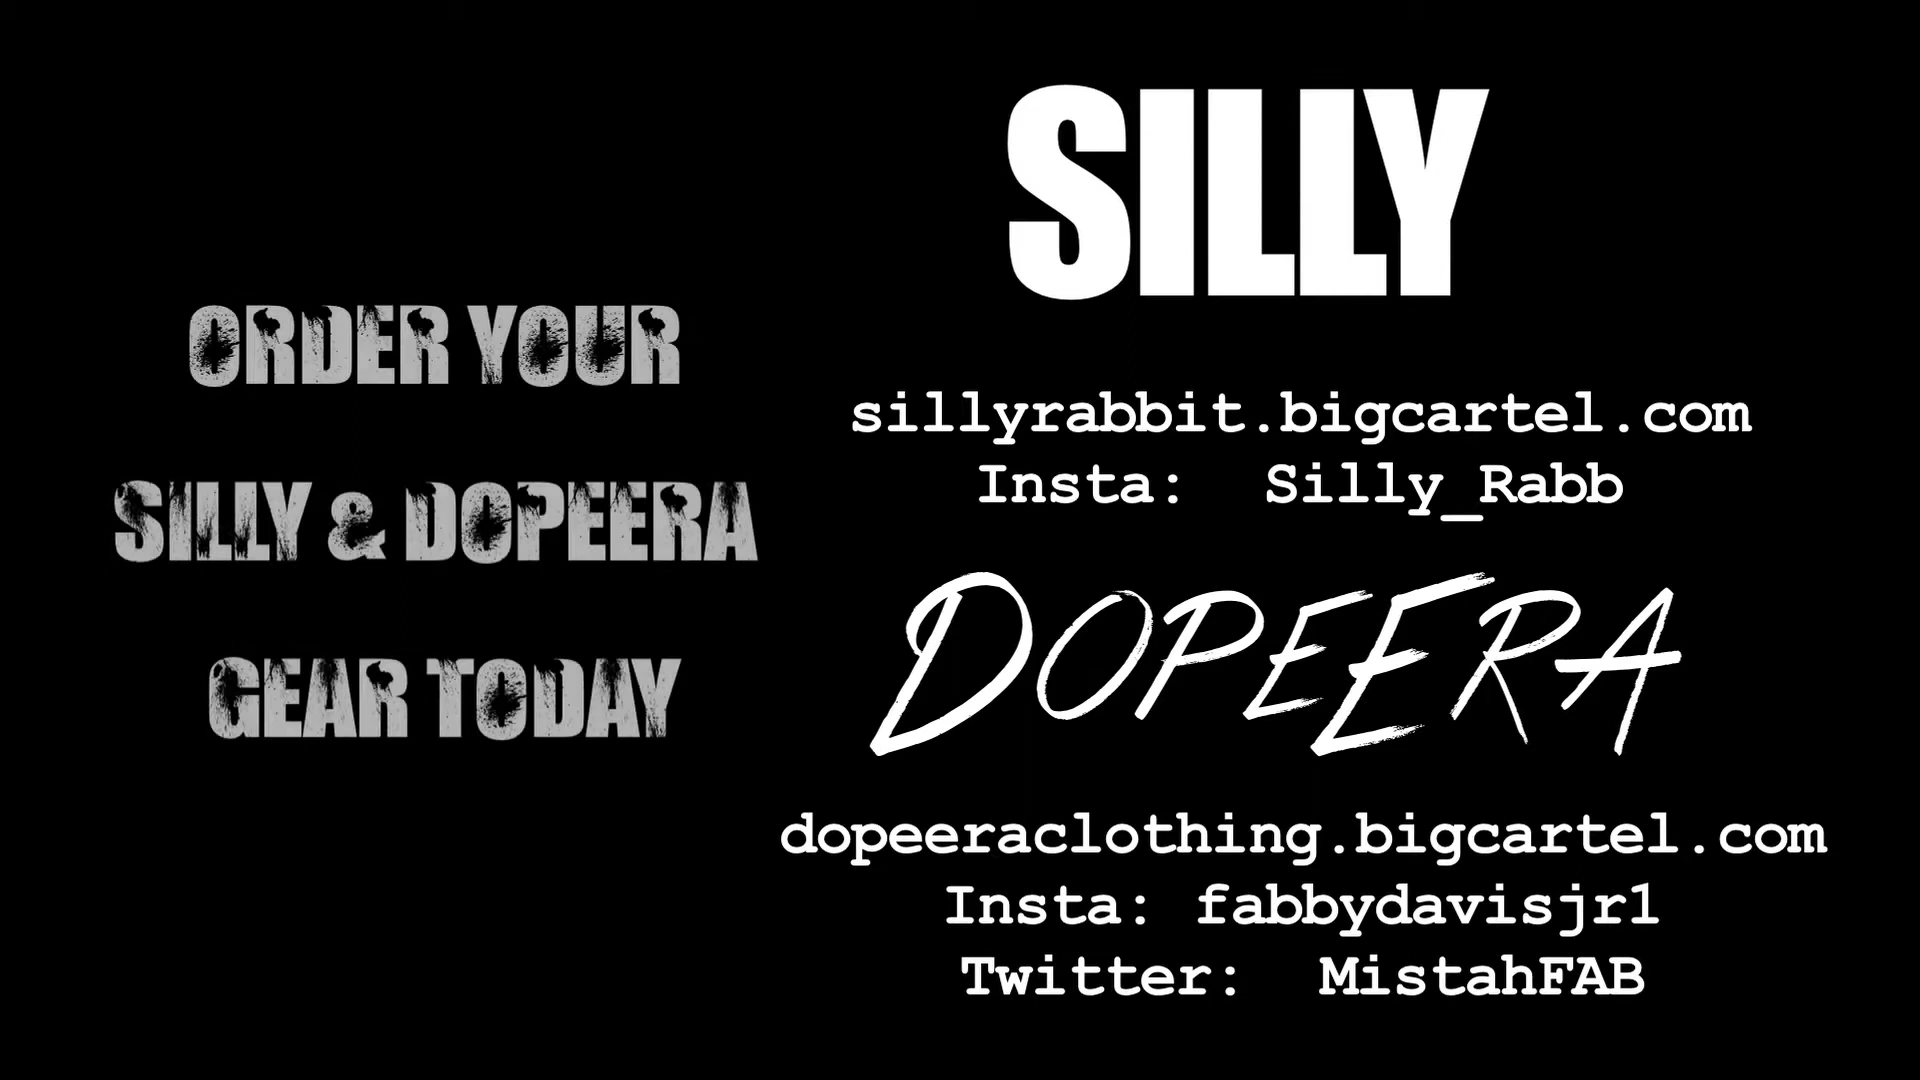 ORDER YOUR
SILLY & DOPEERA
GEAR TODAY
SILLY
sillyrabbit.bigcartel.com
Insta:  Silly_Rabb
DOPEERA
dopeeraclothing.bigcartel.com
Insta: fabbydavisjr1
Twitter:  MistahFAB